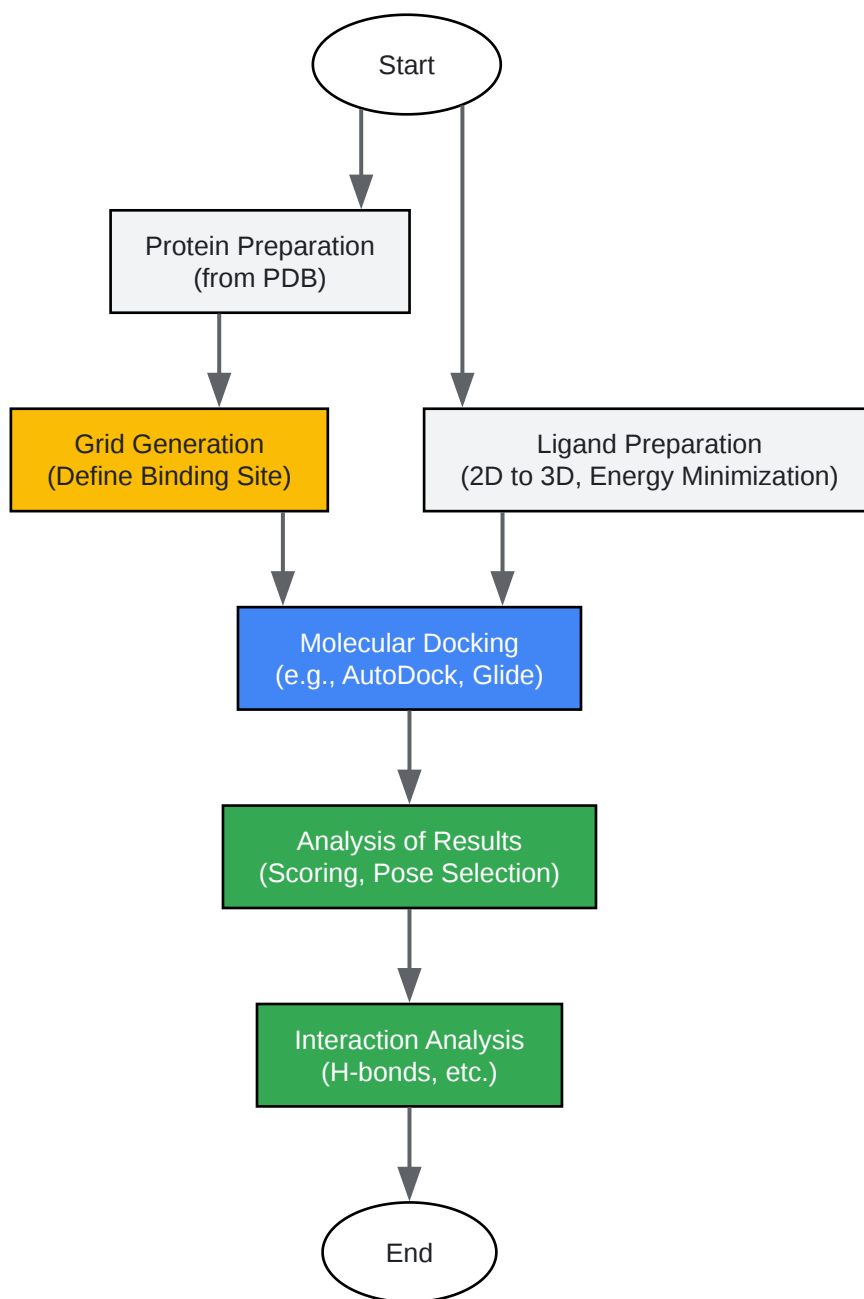 Start
Protein Preparation
(from PDB)
Grid Generation
(Define Binding Site)
Ligand Preparation
(2D to 3D, Energy Minimization)
Molecular Docking
(e.g., AutoDock, Glide)
Analysis of Results
(Scoring, Pose Selection)
Interaction Analysis
(H-bonds, etc.)
End